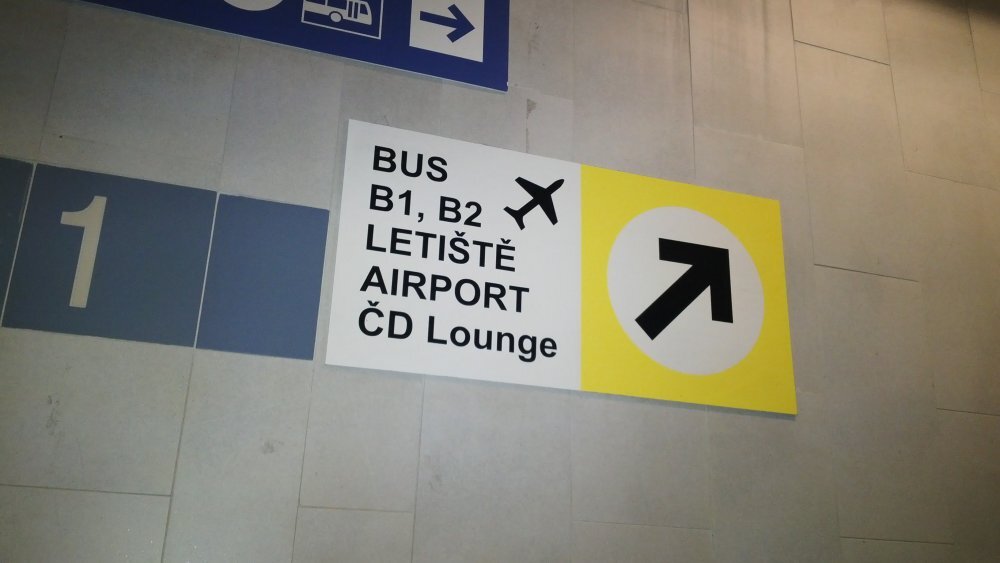 1
BUS
B1, B2
LETIŠTĚ
AIRPORT
ČD Lounge